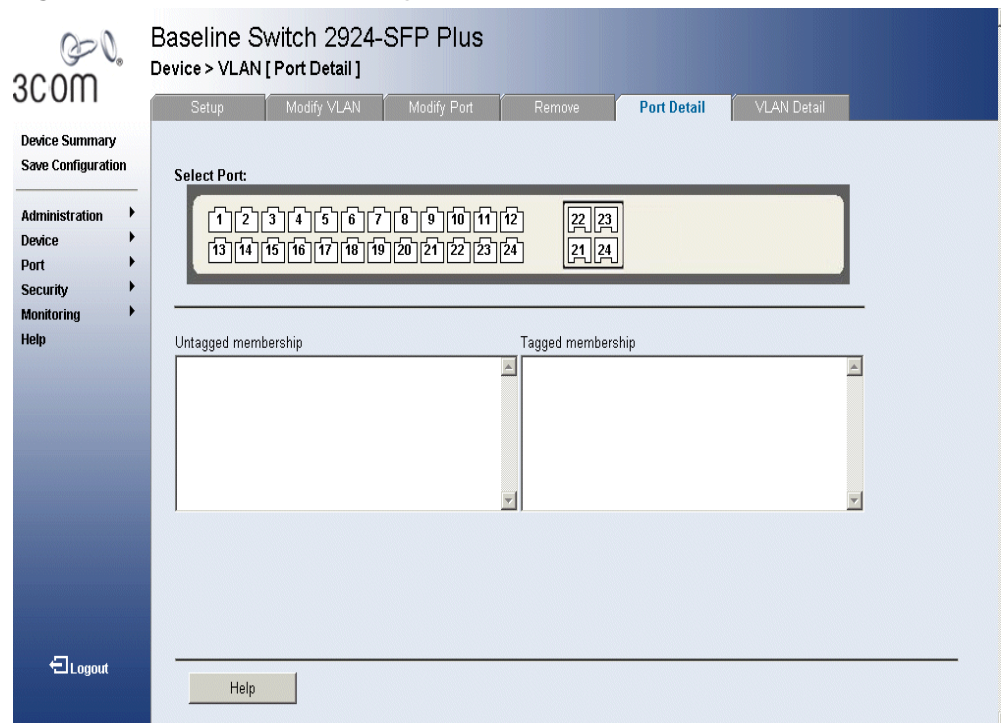 3com
Baseline Switch 2924-SFP Plus
Device > VLAN [ Port Detail ]
Setup Modify VLAN Modify Port Remove Port Detail VLAN Detail
Device Summary
Save Configuration
Administration
Device
Port
Security
Monitoring
Help
Select Port:
1 2 3 4 5 6 7 8 9 10 11 12 22 23
13 14 15 16 17 18 19 20 21 22 23 24 21 24
Untagged membership Tagged membership
Logout
Help